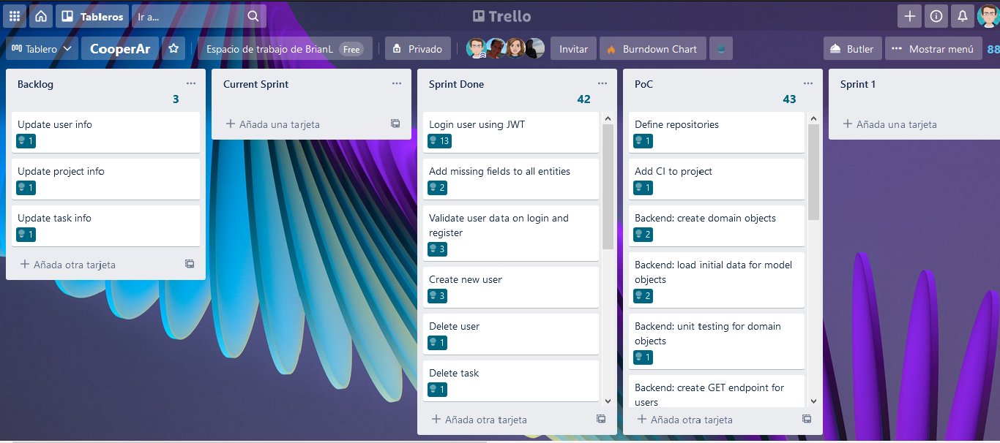 Tableros
Ir a...
Trello
Tablero
CooperAr
Espacio de trabajo de BrianL Free
Privado
Invitar
Burndown Chart
Butler
Mostrar menú
88
Backlog
3
Update user info
1
Update project info
1
Update task info
1
Añada otra tarjeta
Current Sprint
Añada una tarjeta
Sprint Done
42
Login user using JWT
13
Add missing fields to all entities
2
Validate user data on login and
register
3
Create new user
3
Delete user
1
Delete task
1
Añada otra tarjeta
PoC
43
Define repositories
1
Add CI to project
1
Backend: create domain objects
2
Backend: load initial data for model
objects
2
Backend: unit testing for domain
objects
1
Backend: create GET endpoint for
users
Añada otra tarjeta
Sprint 1
Añada una tarjeta